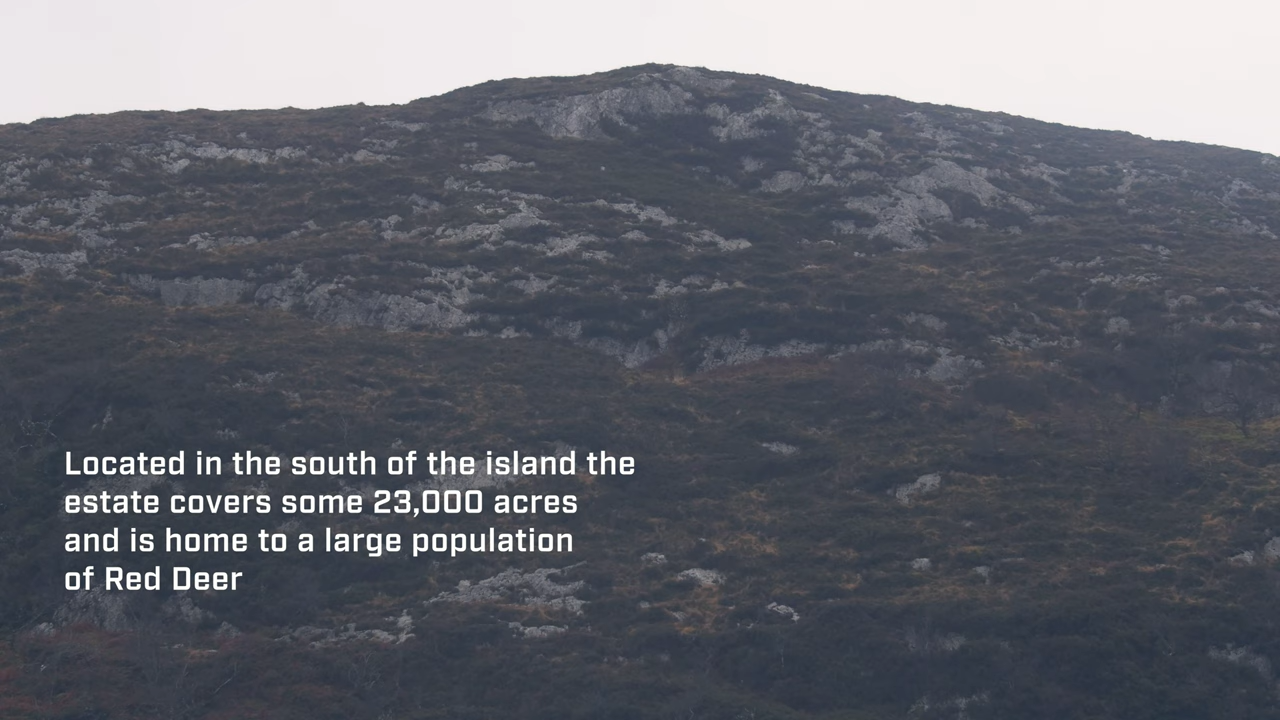 Located in the south of the island the
estate covers some 23,000 acres
and is home to a large population
of Red Deer